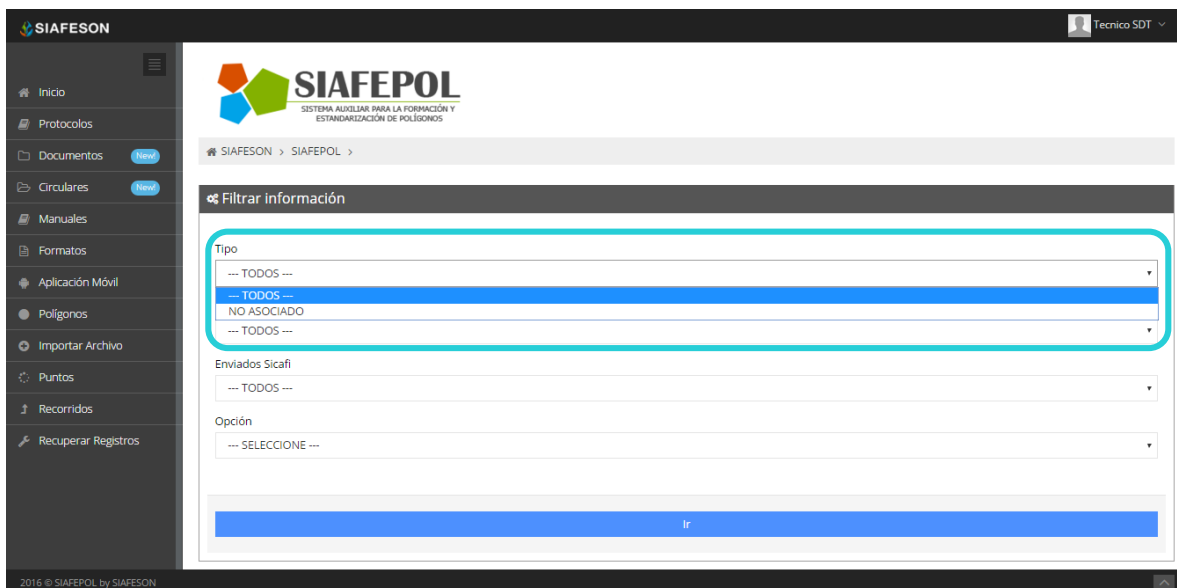 SIAFESON
Tecnico SDT
Inicio
Protocolos
Documentos New!
Circulares New!
Manuales
Formatos
Aplicación Móvil
Polígonos
Importar Archivo
Puntos
Recorridos
Recuperar Registros
SIAFEPOL
SISTEMA AUXILIAR PARA LA FORMACIÓN Y
ESTANDARIZACIÓN DE POLÍGONOS
SIAFESON > SIAFEPOL >
Filtrar información
Tipo
--- TODOS ---
--- TODOS ---
NO ASOCIADO
--- TODOS ---
Enviados Sicafi
--- TODOS ---
Opción
--- SELECCIONE ---
Ir
2016 © SIAFEPOL by SIAFESON